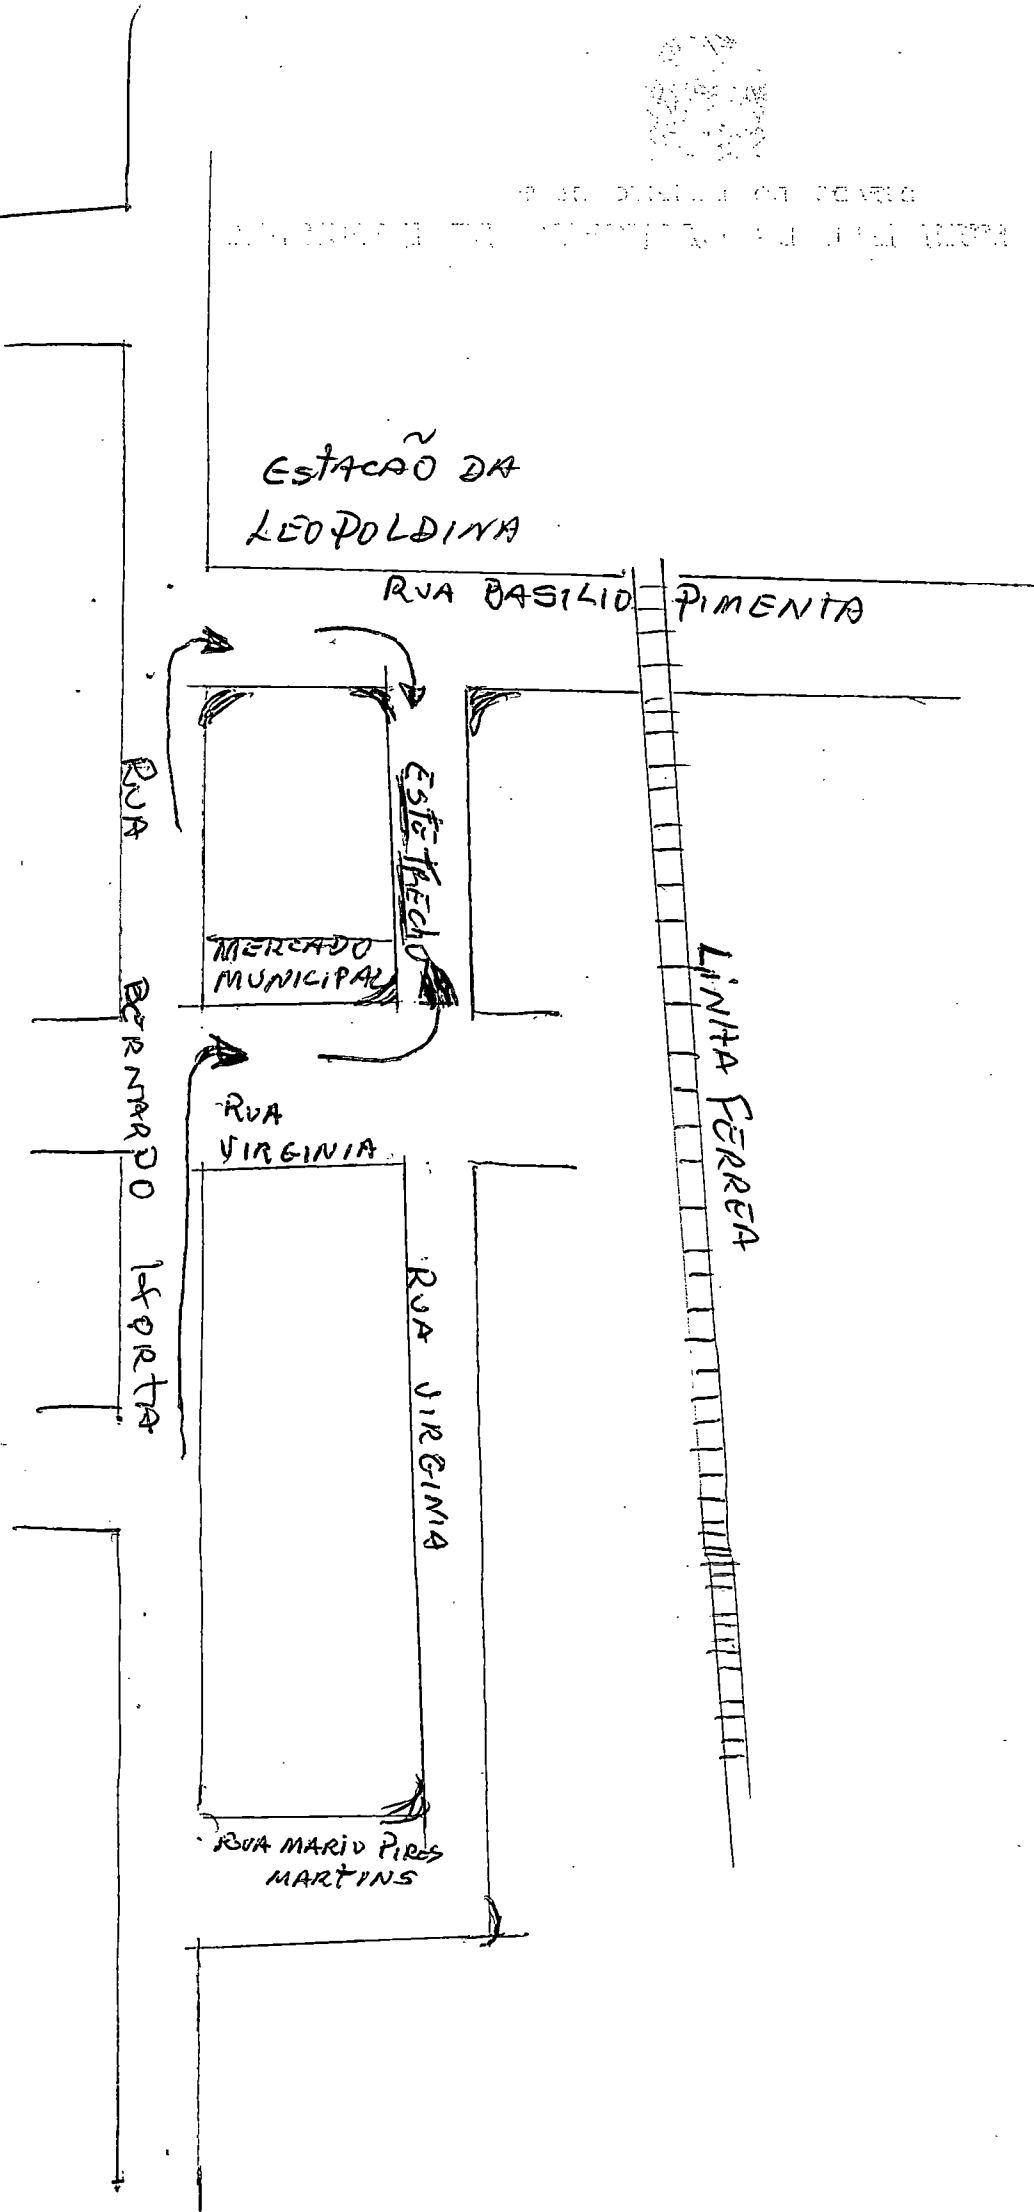 ESTACÃO DA
LEOPOLDINA
RUA BASILIO PIMENTA
RUA BERNARDO HORTA
ESTE TRECHO
MERCADO
MUNICIPAL
LINHA FERREA
RUA
VIRGINIA
RUA VIRGINIA
RUA MARIO PIRES
MARTINS